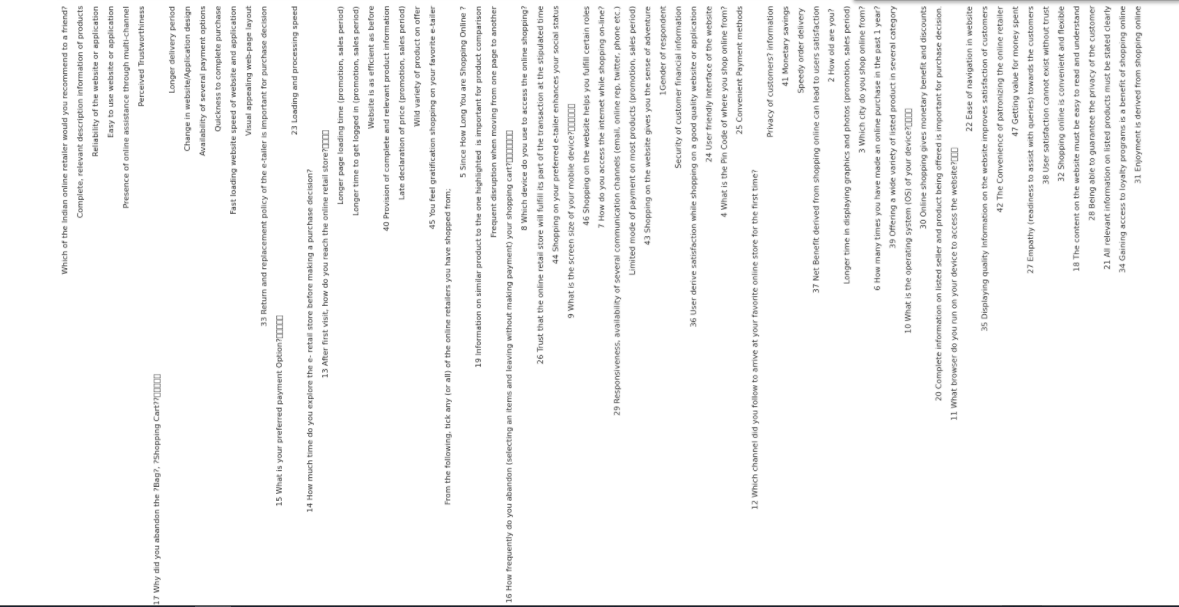 Which of the Indian online retailer would you recommend to a friend?
Complete, relevant description information of products
Reliability of the website or application
Easy to use website or application
Presence of online assistance through multi-channel
Perceived Trustworthiness
17 Why did you abandon the ?Bag?, ?Shopping Cart??
Longer delivery period
Change in website/Application design
Availability of several payment options
Quickness to complete purchase
Fast loading website speed of website and application
Visual appealing web-page layout
33 Return and replacement policy of the e-tailer is important for purchase decision
15 What is your preferred payment Option?
23 Loading and processing speed
14 How much time do you explore the e- retail store before making a purchase decision?
13 After first visit, how do you reach the online retail store?
Longer page loading time (promotion, sales period)
Longer time to get logged in (promotion, sales period)
Website is as efficient as before
40 Provision of complete and relevant product information
Late declaration of price (promotion, sales period)
Wild variety of product on offer
45 You feel gratification shopping on your favorite e-tailer
From the following, tick any (or all) of the online retailers you have shopped from;
5 Since How Long You are Shopping Online ?
19 Information on similar product to the one highlighted is important for product comparison
Frequent disruption when moving from one page to another
16 How frequently do you abandon (selecting an items and leaving without making payment) your shopping cart?
8 Which device do you use to access the online shopping?
26 Trust that the online retail store will fulfill its part of the transaction at the stipulated time
44 Shopping on your preferred e-tailer enhances your social status
9 What is the screen size of your mobile device?
46 Shopping on the website helps you fulfill certain roles
7 How do you access the internet while shopping on-line?
29 Responsiveness, availability of several communication channels (email, online rep, twitter, phone etc.)
Limited mode of payment on most products (promotion, sales period)
43 Shopping on the website gives you the sense of adventure
1Gender of respondent
Security of customer financial information
36 User derive satisfaction while shopping on a good quality website or application
24 User friendly Interface of the website
4 What is the Pin Code of where you shop online from?
25 Convenient Payment methods
12 Which channel did you follow to arrive at your favorite online store for the first time?
Privacy of customers? information
41 Monetary savings
Speedy order delivery
37 Net Benefit derived from shopping online can lead to users satisfaction
2 How old are you?
Longer time in displaying graphics and photos (promotion, sales period)
3 Which city do you shop online from?
6 How many times you have made an online purchase in the past 1 year?
39 Offering a wide variety of listed product in several category
10 What is the operating system (OS) of your device?
30 Online shopping gives monetary benefit and discounts
20 Complete information on listed seller and product being offered is important for purchase decision.
11 What browser do you run on your device to access the website?
22 Ease of navigation in website
35 Displaying quality Information on the website improves satisfaction of customers
42 The Convenience of patronizing the online retailer
47 Getting value for money spent
27 Empathy (readiness to assist with queries) towards the customers
38 User satisfaction cannot exist without trust
32 Shopping online is convenient and flexible
18 The content on the website must be easy to read and understand
28 Being able to guarantee the privacy of the customer
21 All relevant information on listed products must be stated clearly
34 Gaining access to loyalty programs is a benefit of shopping online
31 Enjoyment is derived from shopping online